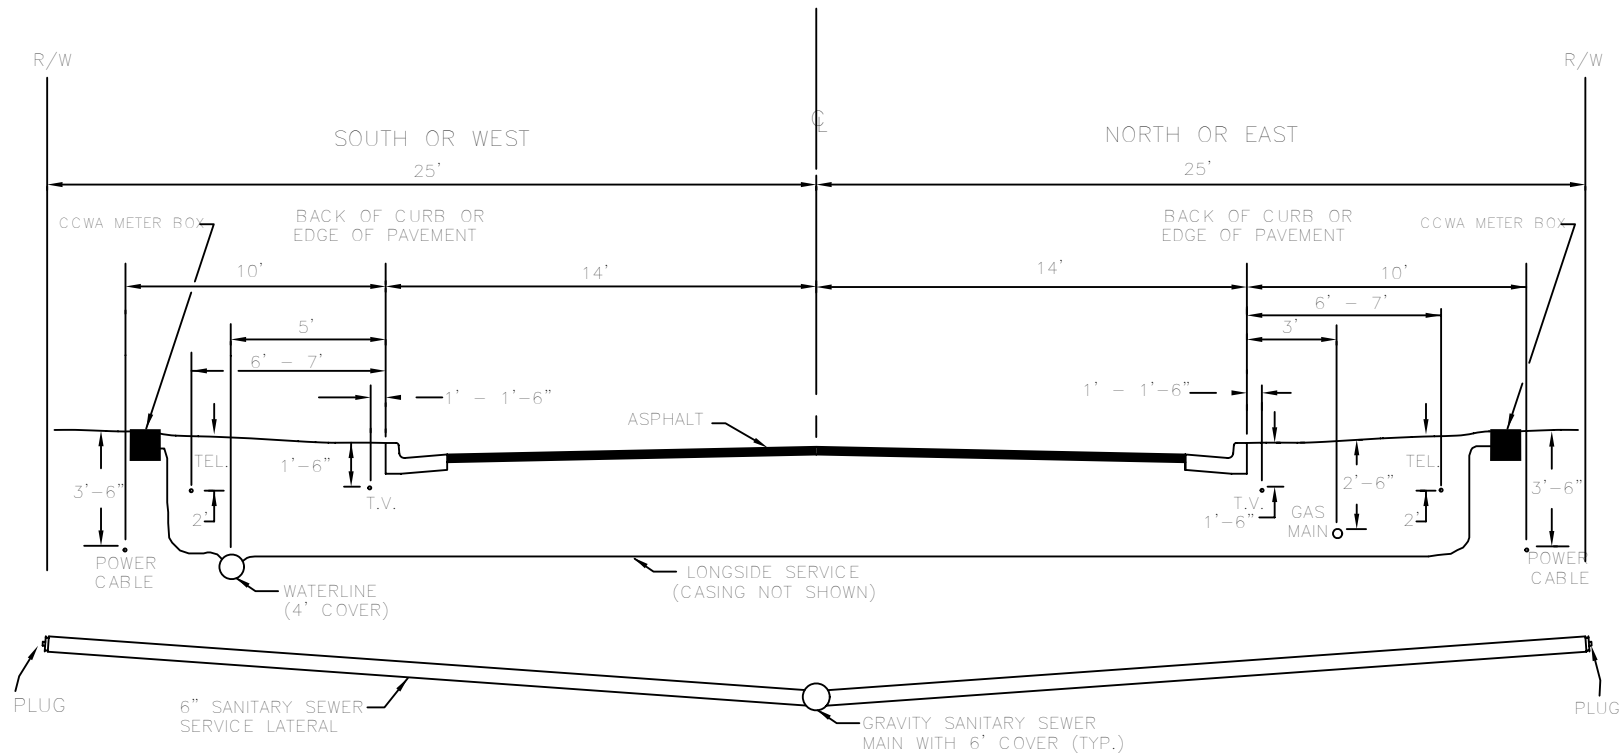 R/W
R/W
℄
SOUTH OR WEST
NORTH OR EAST
25'
25'
CCWA METER BOX
BACK OF CURB OR
EDGE OF PAVEMENT
BACK OF CURB OR
EDGE OF PAVEMENT
CCWA METER BOX
10'
14'
14'
10'
6' - 7'
5'
3'
6' - 7'
1' - 1'-6"
1' - 1'-6"
ASPHALT
TEL.
1'-6"
TEL.
3'-6"
2'-6"
3'-6"
T.V.
T.V.
2'
1'-6"
GAS
MAIN
2'
POWER
CABLE
POWER
CABLE
LONGSIDE SERVICE
(CASING NOT SHOWN)
WATERLINE
(4' COVER)
PLUG
6" SANITARY SEWER
SERVICE LATERAL
GRAVITY SANITARY SEWER
MAIN WITH 6' COVER (TYP.)
PLUG